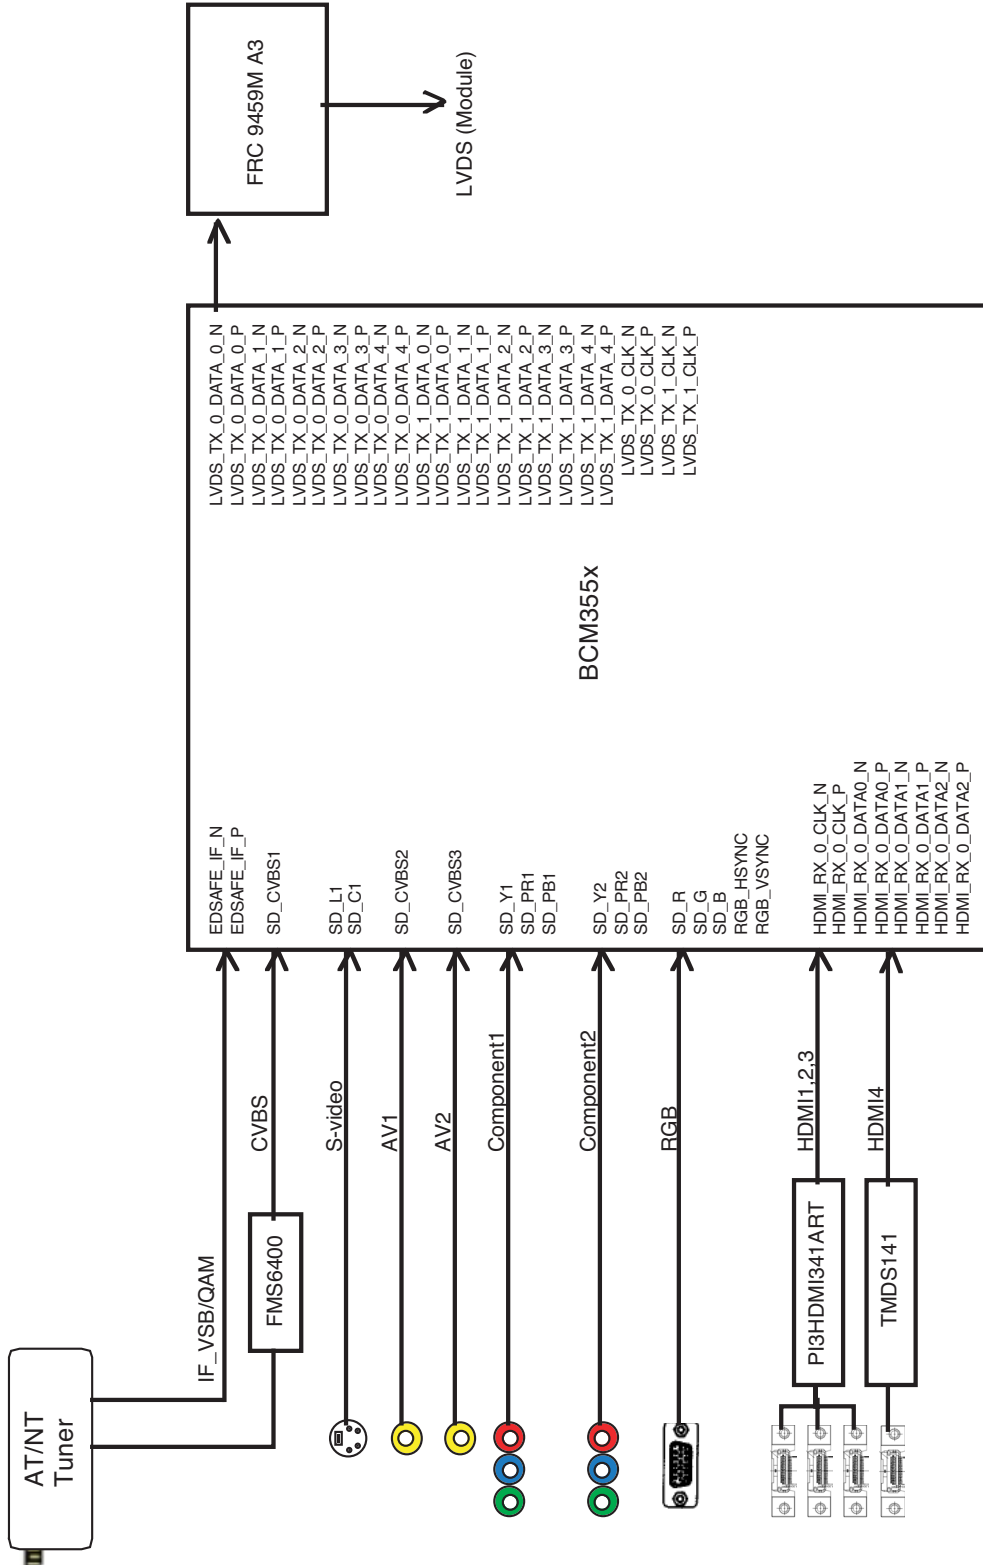 AT/NT
Tuner
IF_VSB/QAM
FMS6400
CVBS
S-video
AV1
AV2
Component1
Component2
RGB
PI3HDMI341ART
HDMI1,2,3
TMDS141
HDMI4
EDSAFE_IF_N
EDSAFE_IF_P
SD_CVBS1
SD_L1
SD_C1
SD_CVBS2
SD_CVBS3
SD_Y1
SD_PR1
SD_PB1
SD_Y2
SD_PR2
SD_PB2
SD_R
SD_G
SD_B
RGB_HSYNC
RGB_VSYNC
HDMI_RX_0_CLK_N
HDMI_RX_0_CLK_P
HDMI_RX_0_DATA0_N
HDMI_RX_0_DATA0_P
HDMI_RX_0_DATA1_N
HDMI_RX_0_DATA1_P
HDMI_RX_0_DATA2_N
HDMI_RX_0_DATA2_P
BCM355x
LVDS_TX_0_DATA_0_N
LVDS_TX_0_DATA_0_P
LVDS_TX_0_DATA_1_N
LVDS_TX_0_DATA_1_P
LVDS_TX_0_DATA_2_N
LVDS_TX_0_DATA_2_P
LVDS_TX_0_DATA_3_N
LVDS_TX_0_DATA_3_P
LVDS_TX_0_DATA_4_N
LVDS_TX_0_DATA_4_P
LVDS_TX_1_DATA_0_N
LVDS_TX_1_DATA_0_P
LVDS_TX_1_DATA_1_N
LVDS_TX_1_DATA_1_P
LVDS_TX_1_DATA_2_N
LVDS_TX_1_DATA_2_P
LVDS_TX_1_DATA_3_N
LVDS_TX_1_DATA_3_P
LVDS_TX_1_DATA_4_N
LVDS_TX_1_DATA_4_P
LVDS_TX_0_CLK_N
LVDS_TX_0_CLK_P
LVDS_TX_1_CLK_N
LVDS_TX_1_CLK_P
FRC 9459M A3
LVDS (Module)